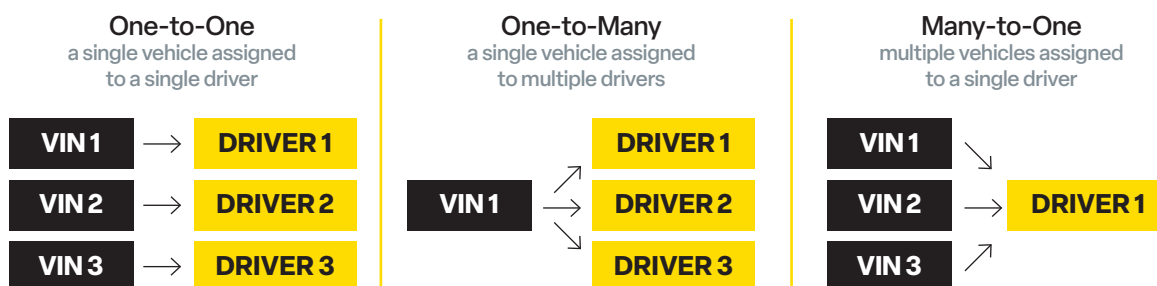 One-to-One
a single vehicle assigned
to a single driver
VIN 1
DRIVER 1
VIN 2
DRIVER 2
VIN 3
DRIVER 3
One-to-Many
a single vehicle assigned
to multiple drivers
VIN 1
DRIVER 1
DRIVER 2
DRIVER 3
Many-to-One
multiple vehicles assigned
to a single driver
VIN 1
VIN 2
VIN 3
DRIVER 1